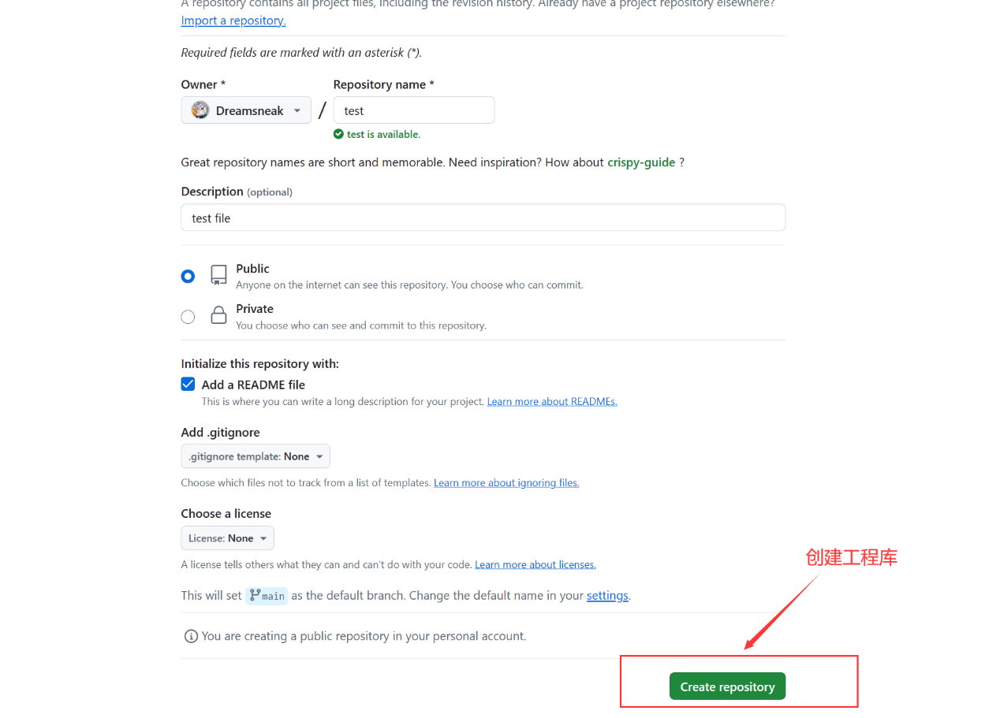 A repository contains all project files, including the revision history. Already have a project repository elsewhere?
Import a repository.
Required fields are marked with an asterisk (*).
Owner * Repository name *
Dreamsneak / test
test is available.
Great repository names are short and memorable. Need inspiration? How about crispy-guide ?
Description (optional)
test file
Public
Anyone on the internet can see this repository. You choose who can commit.
Private
You choose who can see and commit to this repository.
Initialize this repository with:
Add a README file
This is where you can write a long description for your project. Learn more about READMEs.
Add .gitignore
.gitignore template: None
Choose which files not to track from a list of templates. Learn more about ignoring files.
Choose a license
License: None
创建工程库
A license tells others what they can and can't do with your code. Learn more about licenses.
This will set main as the default branch. Change the default name in your settings.
You are creating a public repository in your personal account.
Create repository